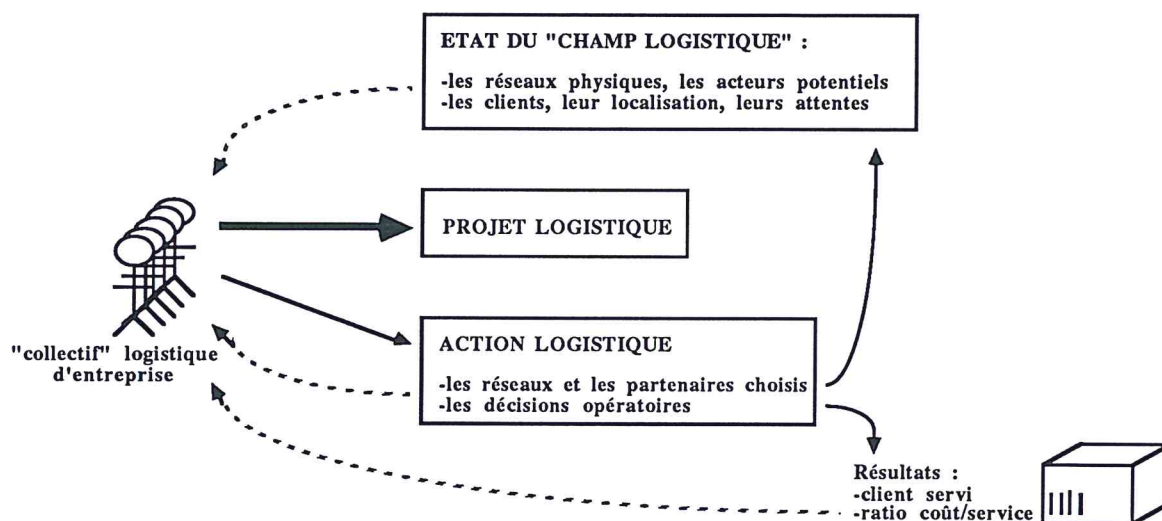 ETAT DU "CHAMP LOGISTIQUE" :
-les réseaux physiques, les acteurs potentiels
-les clients, leur localisation, leurs attentes
PROJET LOGISTIQUE
ACTION LOGISTIQUE
-les réseaux et les partenaires choisis
-les décisions opératoires
"collectif" logistique
d'entreprise
Résultats :
-client servi
-ratio coût/service